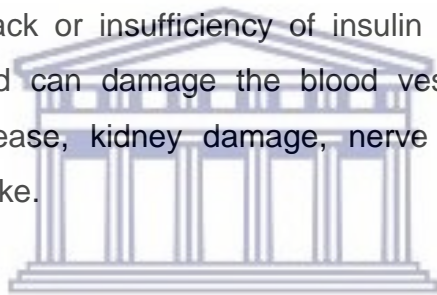 ack or insufficiency of insulin
d can damage the blood ves
ease, kidney damage, nerve
ke.